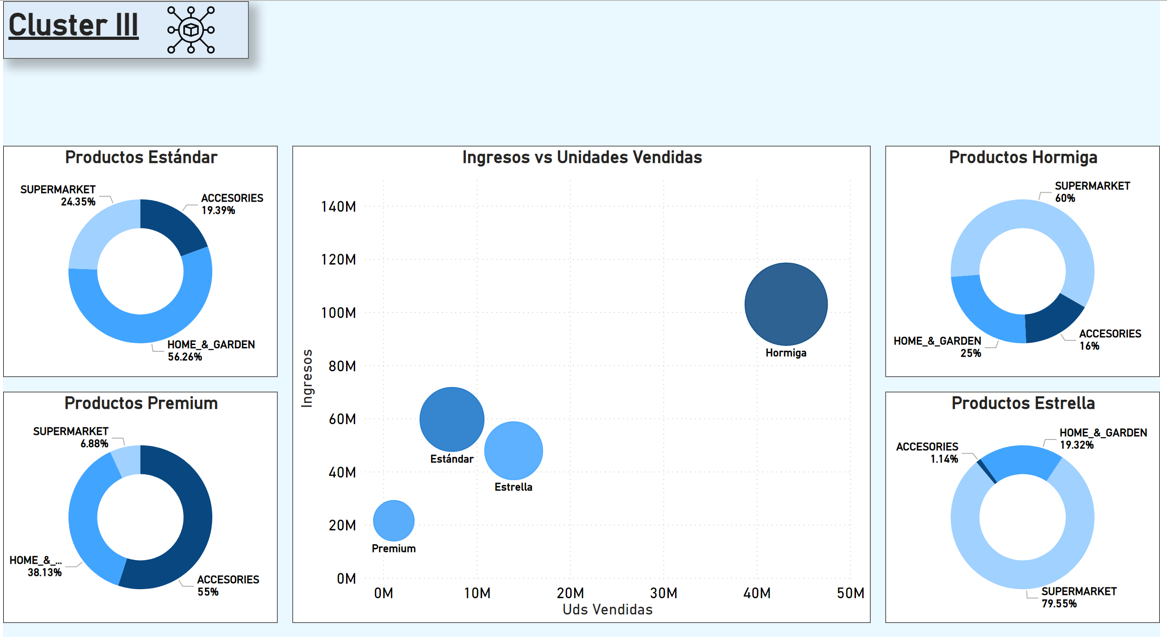 Cluster III
Productos Estándar
SUPERMARKET
24.35%
ACCESORIES
19.39%
HOME_&_GARDEN
56.26%
Productos Premium
SUPERMARKET
6.88%
HOME_&_...
38.13%
ACCESORIES
55%
Ingresos vs Unidades Vendidas
Ingresos
140M
120M
100M
80M
60M
40M
20M
0M
Hormiga
Estándar
Estrella
Premium
0M 10M 20M 30M 40M 50M
Uds Vendidas
Productos Hormiga
SUPERMARKET
60%
HOME_&_GARDEN
25%
ACCESORIES
16%
Productos Estrella
HOME_&_GARDEN
19.32%
ACCESORIES
1.14%
SUPERMARKET
79.55%